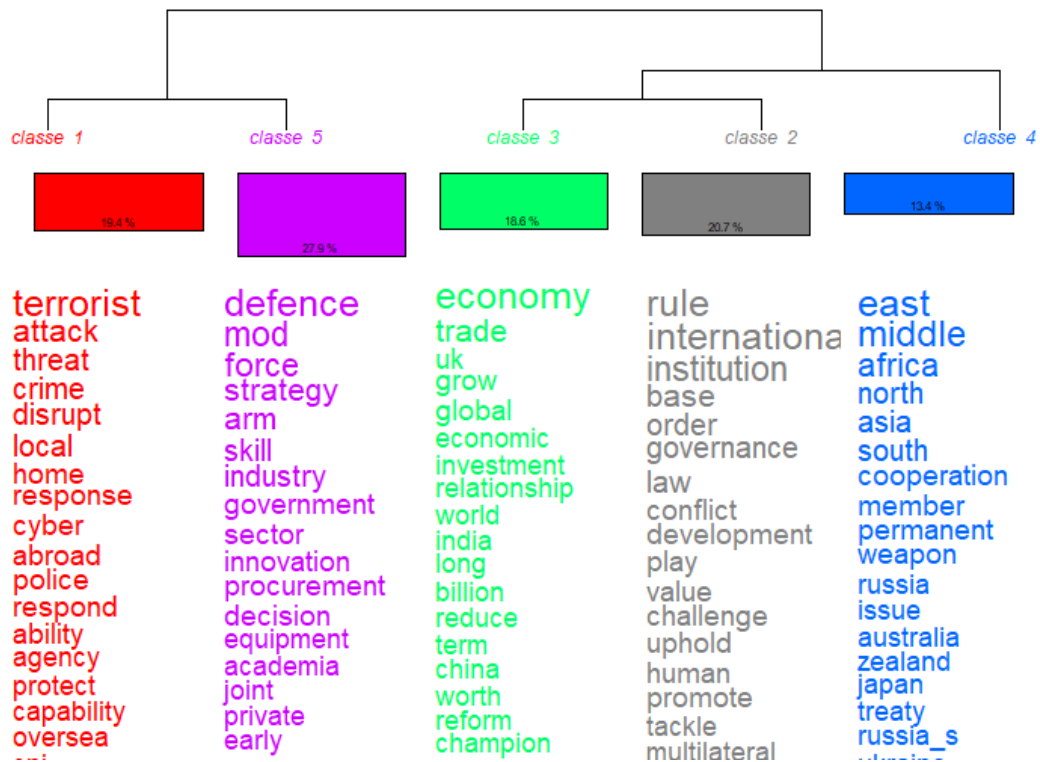 classe 1
classe 5
classe 3
classe 2
classe 4
19.4 %
27.9 %
18.6 %
20.7 %
13.4 %
terrorist
attack
threat
crime
disrupt
local
home
response
cyber
abroad
police
respond
ability
agency
protect
capability
oversea
defence
mod
force
strategy
arm
skill
industry
government
sector
innovation
procurement
decision
equipment
academia
joint
private
early
economy
trade
uk
grow
global
economic
investment
relationship
world
india
long
billion
reduce
term
china
worth
reform
champion
rule
internationa
institution
base
order
governance
law
conflict
development
play
value
challenge
uphold
human
promote
tackle
multilateral
east
middle
africa
north
asia
south
cooperation
member
permanent
weapon
russia
issue
australia
zealand
japan
treaty
russia_s
ukraine